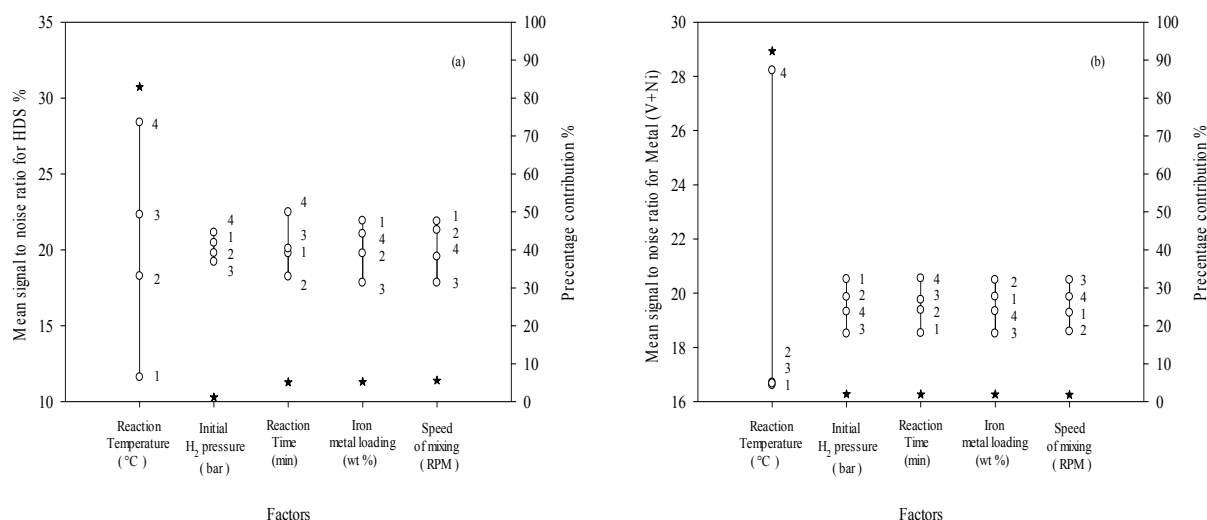 35
30
25
20
15
10
Mean signal to noise ratio for HDS %
100
90
80
70
60
50
40
30
20
10
0
Precentage contribution %
(a)
4
3
2
1
4
1
2
3
4
3
1
2
1
4
2
3
1
2
4
3
Reaction
Temperature
( °C )
Initial
H2 pressure
( bar )
Reaction
Time
(min)
Iron
metal loading
(wt %)
Speed
of mixing
( RPM )
Factors
30
28
26
24
22
20
18
16
Mean signal to noise ratio for Metal (V+Ni)
100
90
80
70
60
50
40
30
20
10
0
Precentage contribution %
(b)
4
2
3
1
1
2
4
3
4
3
2
1
2
1
4
3
3
4
1
2
Reaction
Temperature
( °C )
Initial
H2 pressure
( bar )
Reaction
Time
(min)
Iron
metal loading
(wt %)
Speed
of mixing
( RPM )
Factors